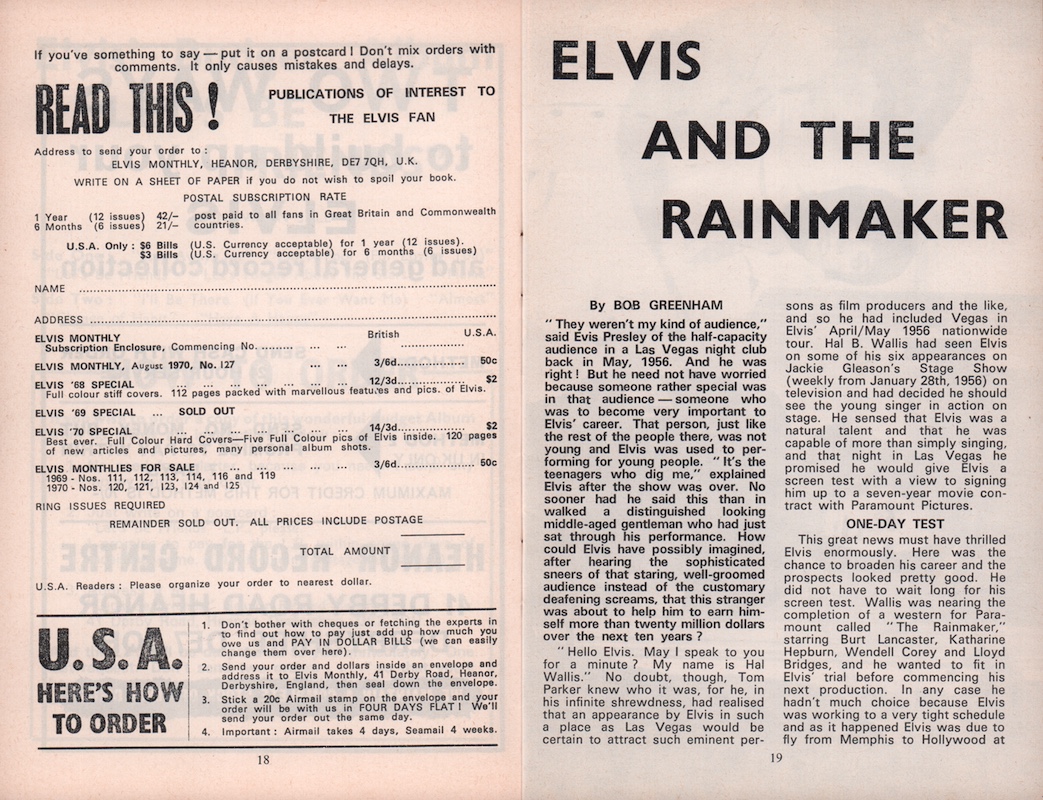 If you've something to say — put it on a postcard! Don't mix orders with
comments. It only causes mistakes and delays.
READ THIS!
PUBLICATIONS OF INTEREST TO
THE ELVIS FAN
Address to send your order to:
ELVIS MONTHLY, HEANOR, DERBYSHIRE, DE7 7QH, U.K.
WRITE ON A SHEET OF PAPER if you do not wish to spoil your book.
POSTAL SUBSCRIPTION RATE
1 Year (12 issues) 42/– post paid to all fans in Great Britain and Commonwealth
6 Months (6 issues) 21/– countries.
U.S.A. Only: $6 Bills (U.S. Currency acceptable) for 1 year (12 issues).
$3 Bills (U.S. Currency acceptable) for 6 months (6 issues)
NAME
ADDRESS
British U.S.A.
ELVIS MONTHLY
Subscription Enclosure, Commencing No.
ELVIS MONTHLY, August 1970, No. 127 ... ... 3/6d. 50c
ELVIS '68 SPECIAL ... ... ... ... ... ... 12/3d. $2
Full colour stiff covers. 112 pages packed with marvellous features and pics. of Elvis.
ELVIS '69 SPECIAL ... SOLD OUT
ELVIS '70 SPECIAL ... ... ... ... ... ... 14/3d. $2
Best ever. Full Colour Hard Covers—Five Full Colour pics of Elvis inside. 120 pages
of new articles and pictures, many personal album shots.
ELVIS MONTHLIES FOR SALE ... ... ... ... 3/6d. 50c
1969 - Nos. 111, 112, 113, 114, 116 and 119
1970 - Nos. 120, 121, 123, 124 and 125
RING ISSUES REQUIRED
REMAINDER SOLD OUT. ALL PRICES INCLUDE POSTAGE
TOTAL AMOUNT
U.S.A. Readers: Please organize your order to nearest dollar.
U.S.A.
HERE'S HOW
TO ORDER
1. Don't bother with cheques or fetching the experts in
to find out how to pay just add up how much you
owe us and PAY IN DOLLAR BILLS (we can easily
change them over here).
2. Send your order and dollars inside an envelope and
address it to Elvis Monthly, 41 Derby Road, Heanor,
Derbyshire, England, then seal down the envelope.
3. Stick a 20c Airmail stamp on the envelope and your
order will be with us in FOUR DAYS FLAT! We'll
send your order out the same day.
4. Important: Airmail takes 4 days, Seamail 4 weeks.
18
ELVIS
AND THE
RAINMAKER
By BOB GREENHAM
"They weren't my kind of audience,"
said Evis Presley of the half-capacity
audience in a Las Vegas night club
back in May, 1956. And he was
right! But he need not have worried
because someone rather special was
in that audience — someone who
was to become very important to
Elvis' career. That person, just like
the rest of the people there, was not
young and Elvis was used to per-
forming for young people. "It's the
teenagers who dig me," explained
Elvis after the show was over. No
sooner had he said this than in
walked a distinguished looking
middle-aged gentleman who had just
sat through his performance. How
could Elvis have possibly imagined,
after hearing the sophisticated
sneers of that staring, well-groomed
audience instead of the customary
deafening screams, that this stranger
was about to help him to earn him-
self more than twenty million dollars
over the next ten years?
"Hello Elvis. May I speak to you
for a minute? My name is Hal
Wallis." No doubt, though, Tom
Parker knew who it was, for he, in
his infinite shrewdness, had realised
that an appearance by Elvis in such
a place as Las Vegas would be
certain to attract such eminent per-
sons as film producers and the like,
and so he had included Vegas in
Elvis' April/May 1956 nationwide
tour. Hal B. Wallis had seen Elvis
on some of his six appearances on
Jackie Gleason's Stage Show
(weekly from January 28th, 1956) on
television and had decided he should
see the young singer in action on
stage. He sensed that Elvis was a
natural talent and that he was
capable of more than simply singing,
and that night in Las Vegas he
promised he would give Elvis a
screen test with a view to signing
him up to a seven-year movie con-
tract with Paramount Pictures.
ONE-DAY TEST
This great news must have thrilled
Elvis enormously. Here was the
chance to broaden his career and the
prospects looked pretty good. He
did not have to wait long for his
screen test. Wallis was nearing the
completion of a western for Para-
mount called "The Rainmaker,"
starring Burt Lancaster, Katharine
Hepburn, Wendell Corey and Lloyd
Bridges, and he wanted to fit in
Elvis' trial before commencing his
next production. In any case he
hadn't much choice because Elvis
was working to a very tight schedule
and as it happened Elvis was due to
fly from Memphis to Hollywood at
19